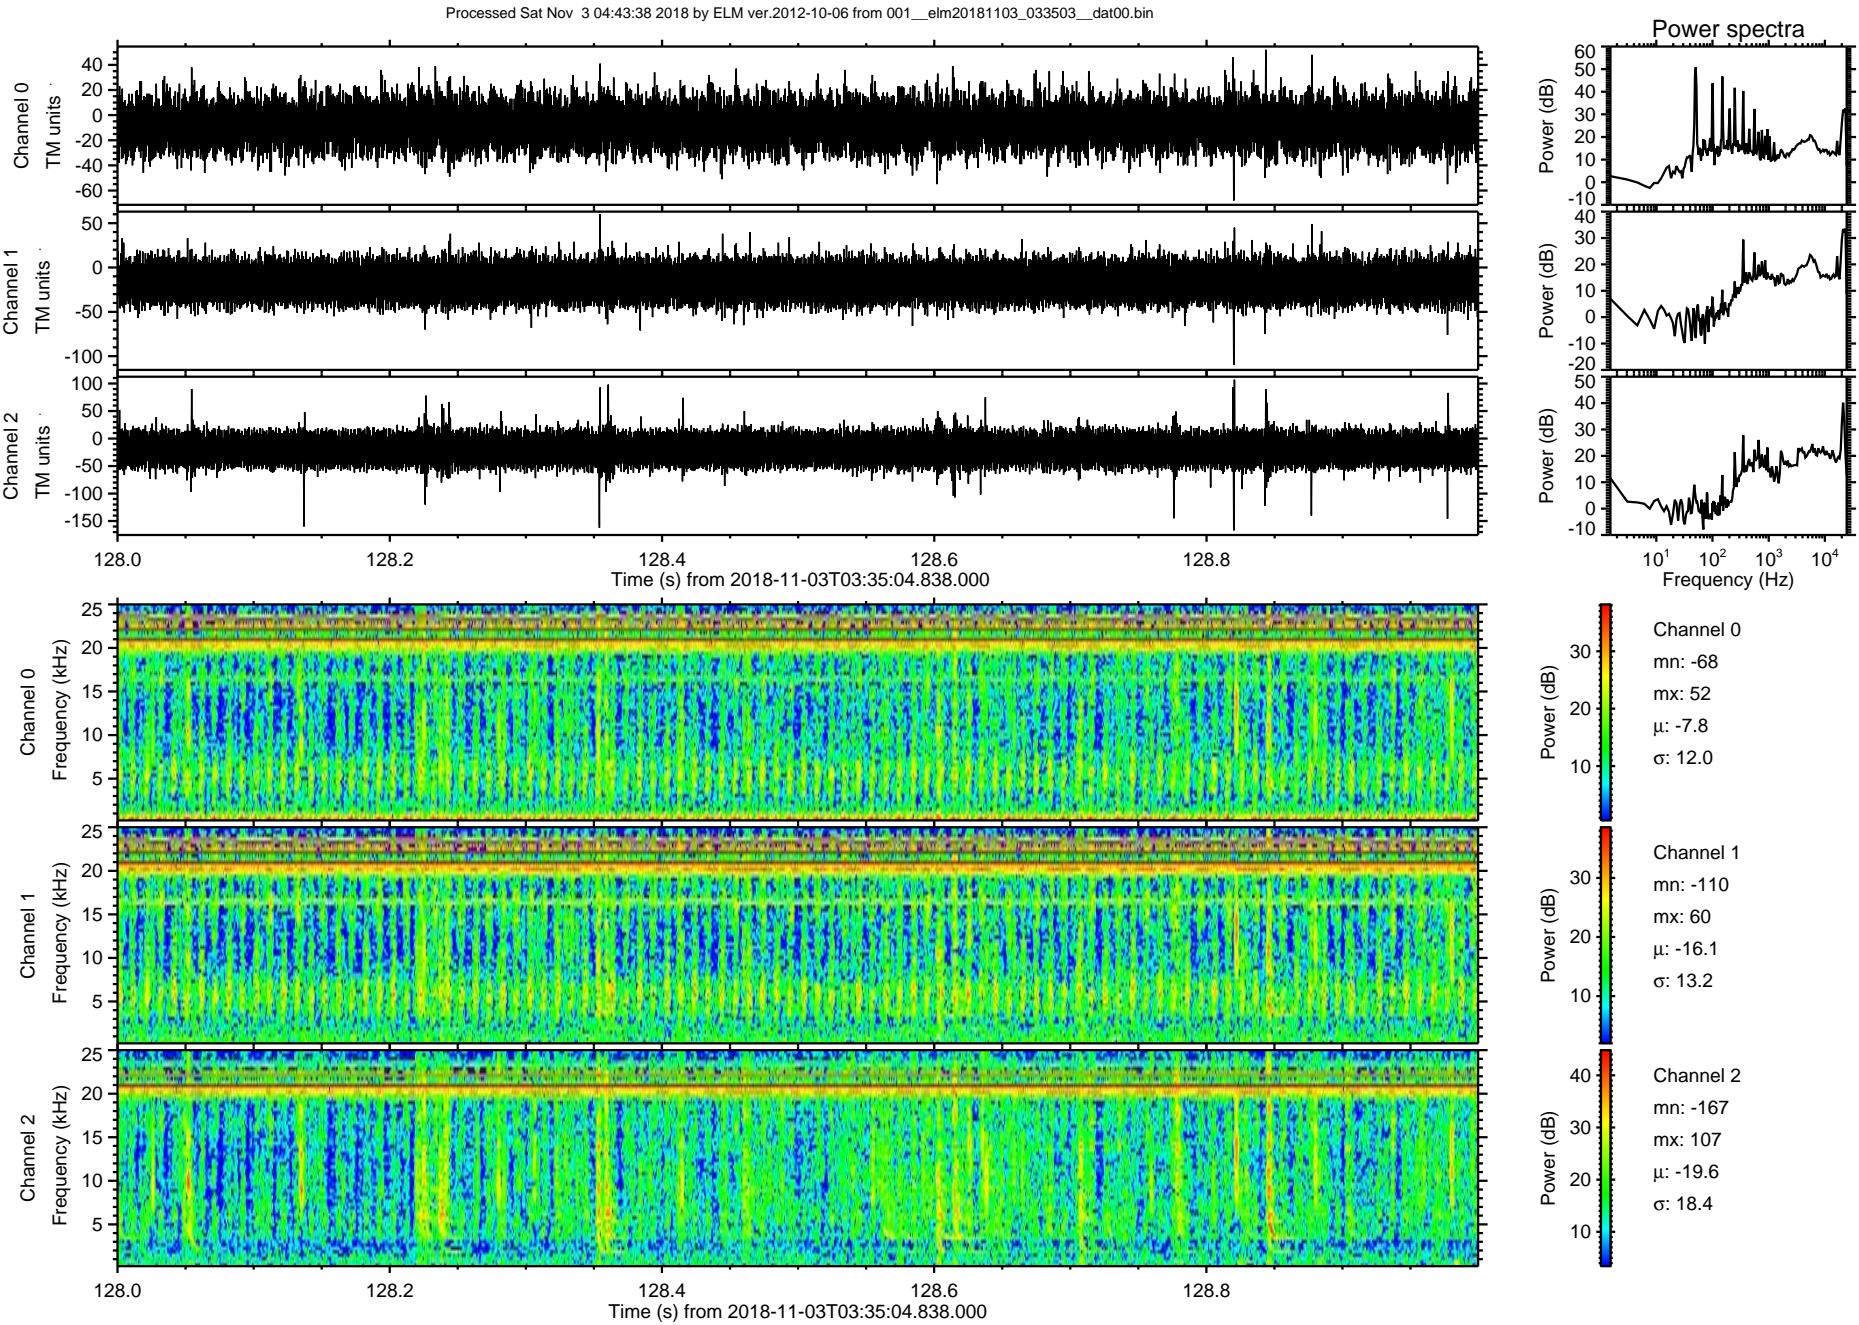 Processed Sat Nov  3 04:43:38 2018 by ELM ver.2012-10-06 from 001__elm20181103_033503__dat00.bin
Power spectra
Channel 0
TM units
40
20
0
-20
-40
-60
Power (dB)
60
50
40
30
20
10
0
-10
Channel 1
TM units
50
0
-50
-100
Power (dB)
40
30
20
10
0
-10
-20
Channel 2
TM units
100
50
0
-50
-100
-150
Power (dB)
50
40
30
20
10
0
-10
128.0 128.2 128.4 128.6 128.8
Time (s) from 2018-11-03T03:35:04.838.000
10¹ 10² 10³ 10⁴
Frequency (Hz)
Channel 0
Frequency (kHz)
25
20
15
10
5
Power (dB)
30
20
10
Channel 0
mn: -68
mx: 52
μ: -7.8
σ: 12.0
Channel 1
Frequency (kHz)
25
20
15
10
5
Power (dB)
30
20
10
Channel 1
mn: -110
mx: 60
μ: -16.1
σ: 13.2
Channel 2
Frequency (kHz)
25
20
15
10
5
Power (dB)
40
30
20
10
Channel 2
mn: -167
mx: 107
μ: -19.6
σ: 18.4
128.0 128.2 128.4 128.6 128.8
Time (s) from 2018-11-03T03:35:04.838.000